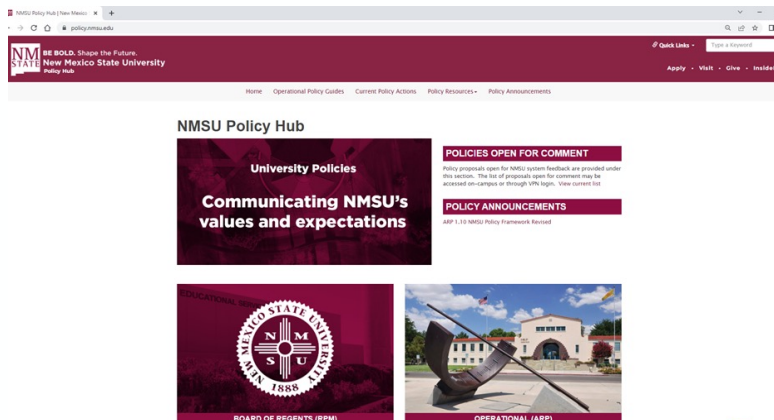 NMSU Policy Hub | New Mexico
policy.nmsu.edu
Quick Links
Type a Keyword
NM
STATE
BE BOLD. Shape the Future.
New Mexico State University
Policy Hub
Apply • Visit • Give • Inside
Home Operational Policy Guides Current Policy Actions Policy Resources Policy Announcements
NMSU Policy Hub
University Policies
Communicating NMSU's
values and expectations
POLICIES OPEN FOR COMMENT
Policy proposals open for NMSU system feedback are provided under
this section. The list of proposals open for comment may be
accessed on-campus or through VPN login. View current list
POLICY ANNOUNCEMENTS
ARP 1.10 NMSU Policy Framework Revised
EDUCATIONAL SERVICES
NEW MEXICO STATE UNIVERSITY
N M
S U
1888
BOARD OF REGENTS (RPM)
OPERATIONAL (ARP)